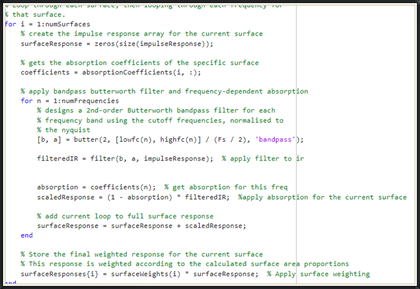 % Loop through each surface, then looping through each frequency for
% that surface.
for i = 1:numSurfaces
% create the impulse response array for the current surface
surfaceResponse = zeros(size(impulseResponse));
% gets the absorption coefficients of the specific surface
coefficients = absorptionCoefficients(i, :);
% apply bandpass butterworth filter and frequency-dependent absorption
for n = 1:numFrequencies
% designs a 2nd-order Butterworth bandpass filter for each
% frequency band using the cutoff frequencies, normalised to
% the nyquist
[b, a] = butter(2, [lowfc(n), highfc(n)] / (Fs / 2), 'bandpass');
filteredIR = filter(b, a, impulseResponse); % apply filter to ir
absorption = coefficients(n); % get absorption for this freq
scaledResponse = (1 - absorption) * filteredIR; %apply absorption for the current surface
% add current loop to full surface response
surfaceResponse = surfaceResponse + scaledResponse;
end
% Store the final weighted response for the current surface
% This response is weighted according to the calculated surface area proportions
surfaceResponses{i} = surfaceWeights(i) * surfaceResponse; % Apply surface weighting
end